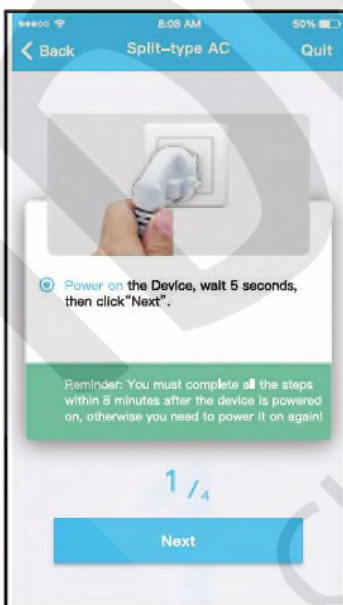 8:08 AM
50%
Back
Split-type AC
Quit
Power on the Device, wait 5 seconds,
then click"Next".
Reminder: You must complete all the steps
within 8 minutes after the device is powered
on, otherwise you need to power it on again!
1/4
Next